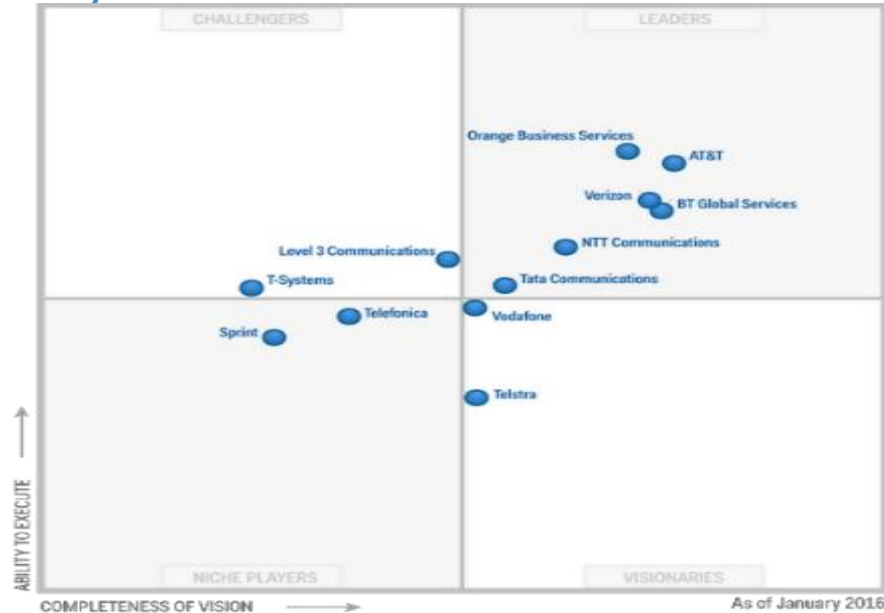 CHALLENGERS
LEADERS
Orange Business Services
AT&T
Verizon
BT Global Services
NTT Communications
Level 3 Communications
T-Systems
Tata Communications
Telefonica
Vodafone
Sprint
Telstra
ABILITY TO EXECUTE
NICHE PLAYERS
VISIONARIES
COMPLETENESS OF VISION
As of January 2016